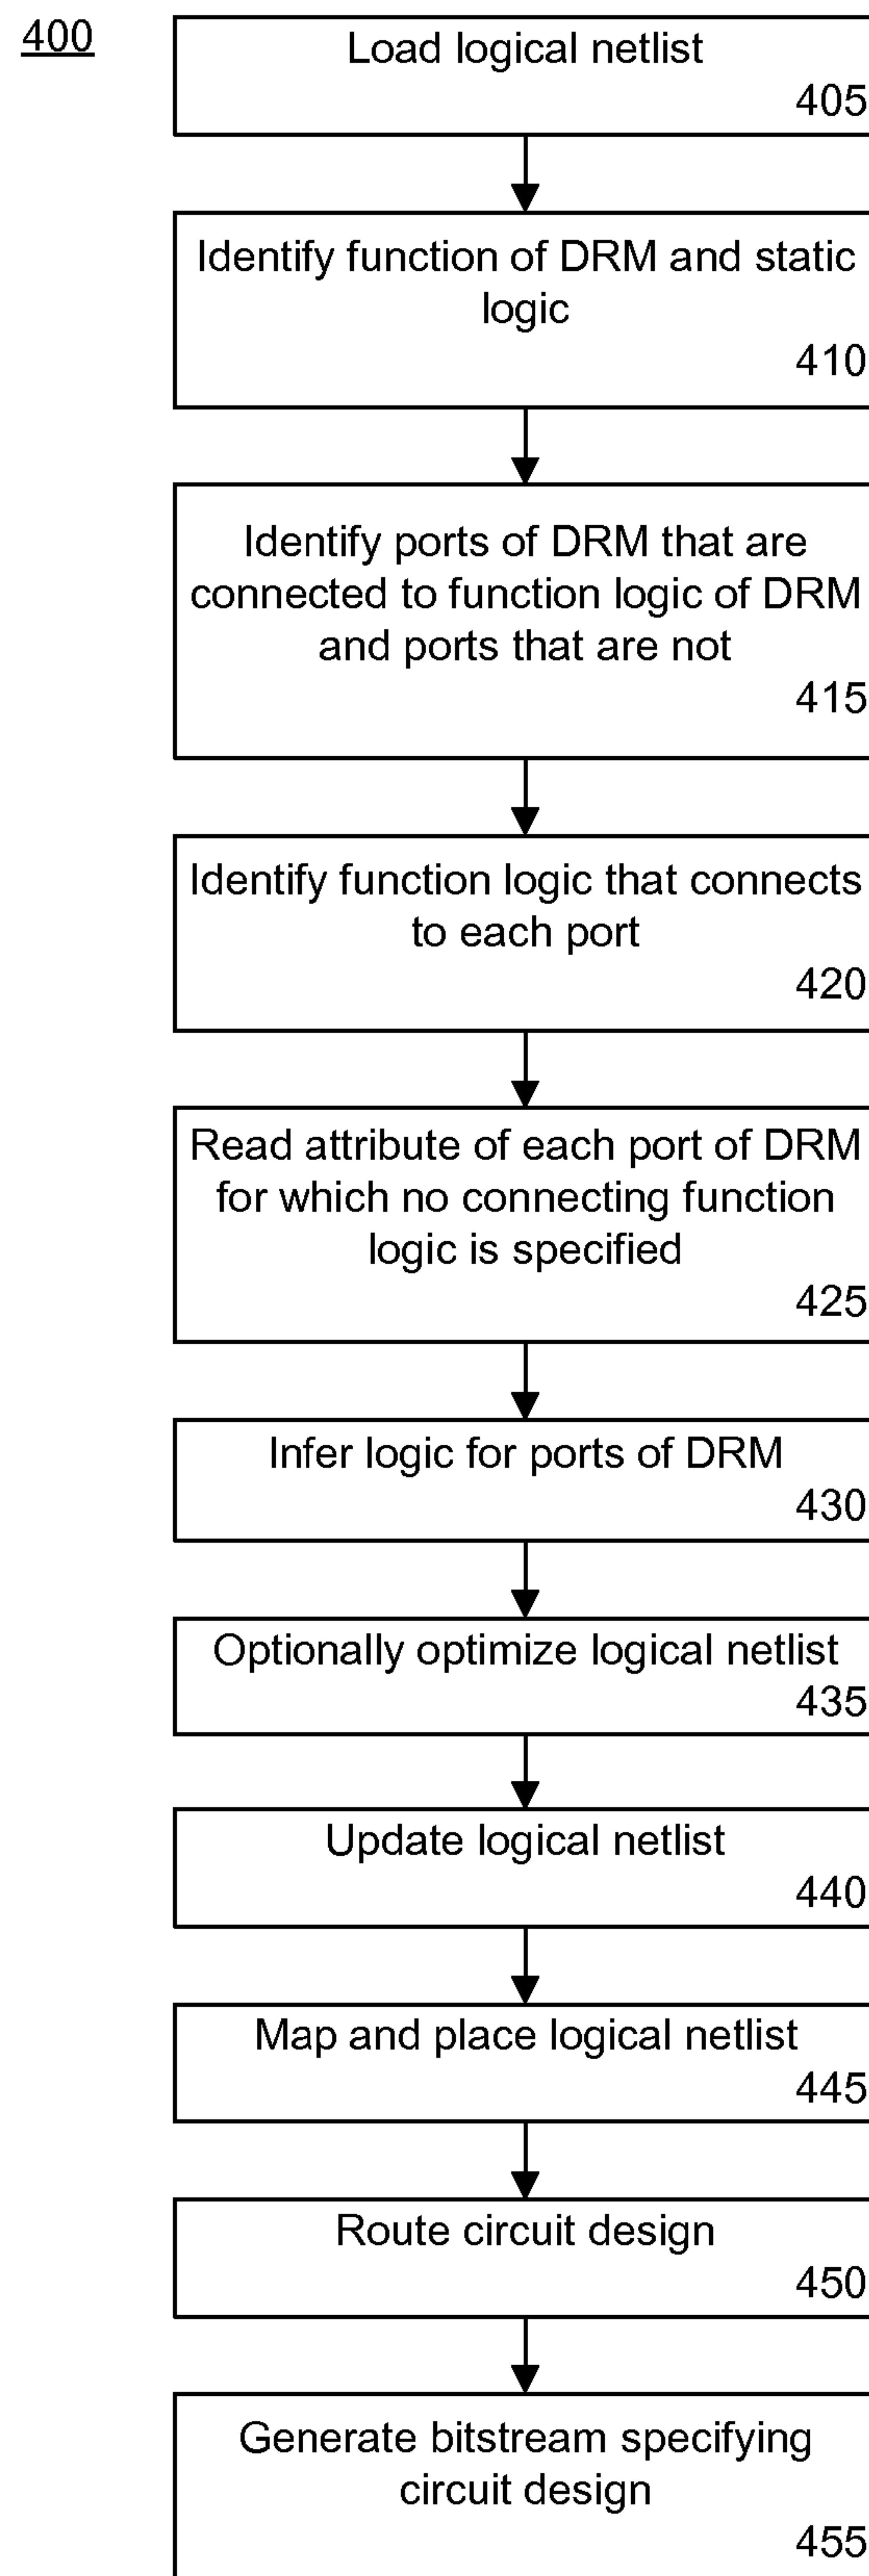 400
Load logical netlist
405
Identify function of DRM and static
logic
410
Identify ports of DRM that are
connected to function logic of DRM
and ports that are not
415
Identify function logic that connects
to each port
420
Read attribute of each port of DRM
for which no connecting function
logic is specified
425
Infer logic for ports of DRM
430
Optionally optimize logical netlist
435
Update logical netlist
440
Map and place logical netlist
445
Route circuit design
450
Generate bitstream specifying
circuit design
455